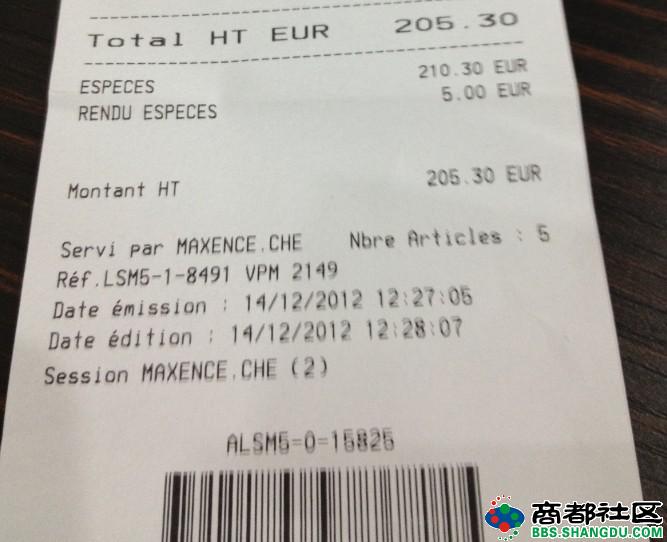 Total HT EUR 205.30
ESPECES 210.30 EUR
RENDU ESPECES 5.00 EUR
Montant HT 205.30 EUR
Servi par MAXENCE.CHE Nbre Articles : 5
Réf.LSM5-1-8491 VPM 2149
Date émission : 14/12/2012 12:27:05
Date édition : 14/12/2012 12:28:07
Session MAXENCE.CHE (2)
ALSM5-0-15825
商都社区
BBS.SHANGDU.COM